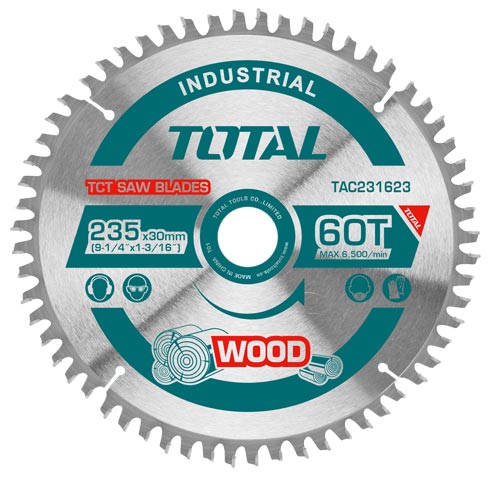 INDUSTRIAL
TOTAL
TCT SAW BLADES
TAC231623
235x30mm
(9-1/4"x1-3/16")
TOTAL TOOLS CO.,LIMITED
MADE IN CHINA
60T
MAX.6,500/min
TOTAL
WOOD